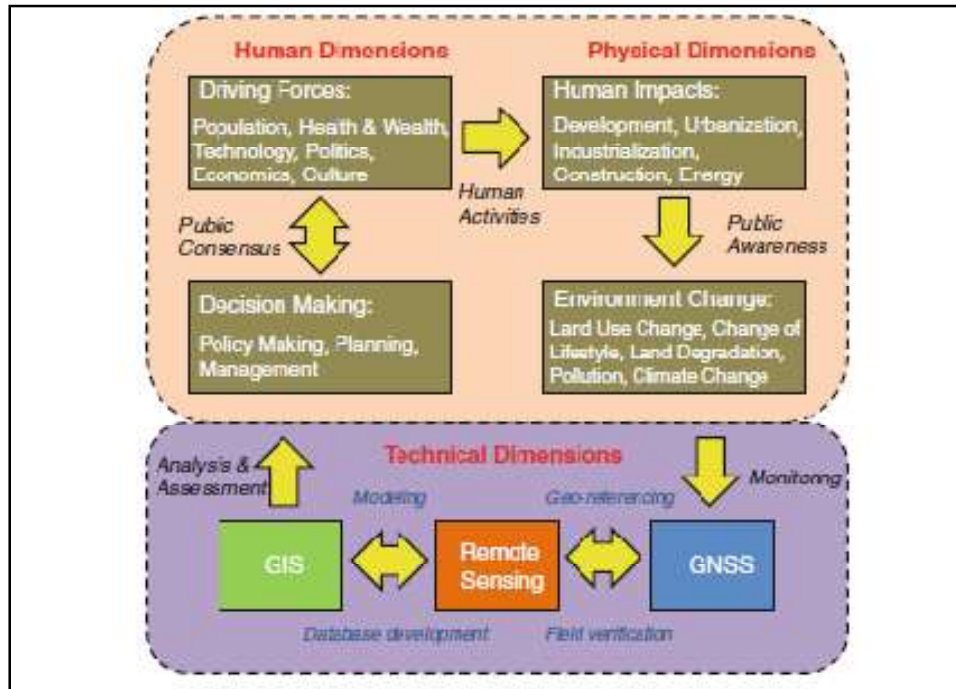 Human Dimensions
Physical Dimensions
Driving Forces:
Population, Health & Wealth,
Technology, Politics,
Economics, Culture
Human
Activities
Human Impacts:
Development, Urbanization,
Industrialization,
Construction, Energy
Public
Consensus
Public
Awareness
Decision Making:
Policy Making, Planning,
Management
Environment Change:
Land Use Change, Change of
Lifestyle, Land Degradation,
Pollution, Climate Change
Technical Dimensions
Analysis &
Assessment
Monitoring
Modeling
Geo-referencing
GIS
Remote
Sensing
GNSS
Database development
Field verification